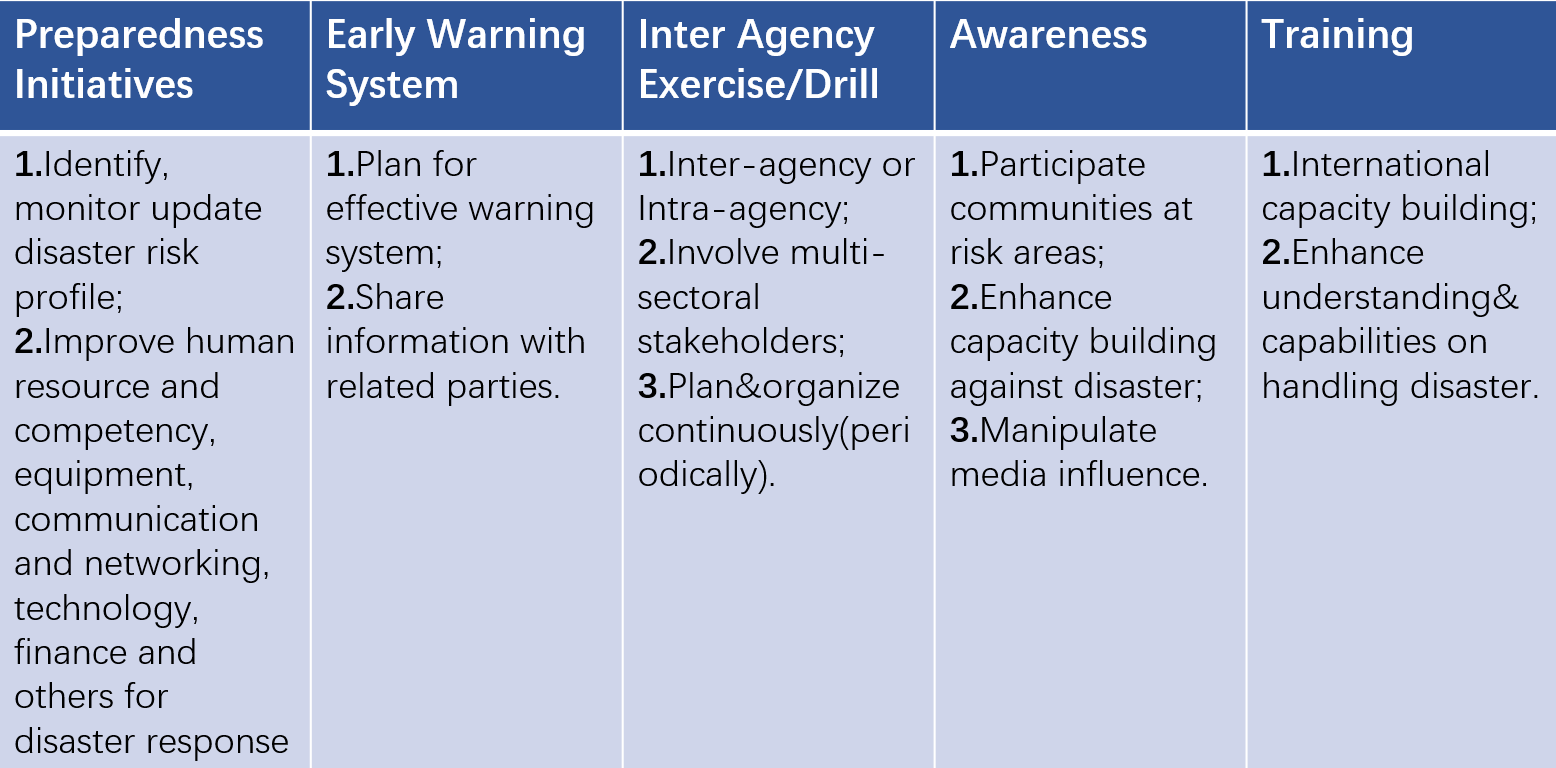 Preparedness
Initiatives
Early Warning
System
Inter Agency
Exercise/Drill
Awareness
Training
1.Identify,
monitor update
disaster risk
profile;
2.Improve human
resource and
competency,
equipment,
communication
and networking,
technology,
finance and
others for
disaster response
1.Plan for
effective warning
system;
2.Share
information with
related parties.
1.Inter-agency or
Intra-agency;
2.Involve multi-
sectoral
stakeholders;
3.Plan&organize
continuously(peri
odically).
1.Participate
communities at
risk areas;
2.Enhance
capacity building
against disaster;
3.Manipulate
media influence.
1.International
capacity building;
2.Enhance
understanding&
capabilities on
handling disaster.